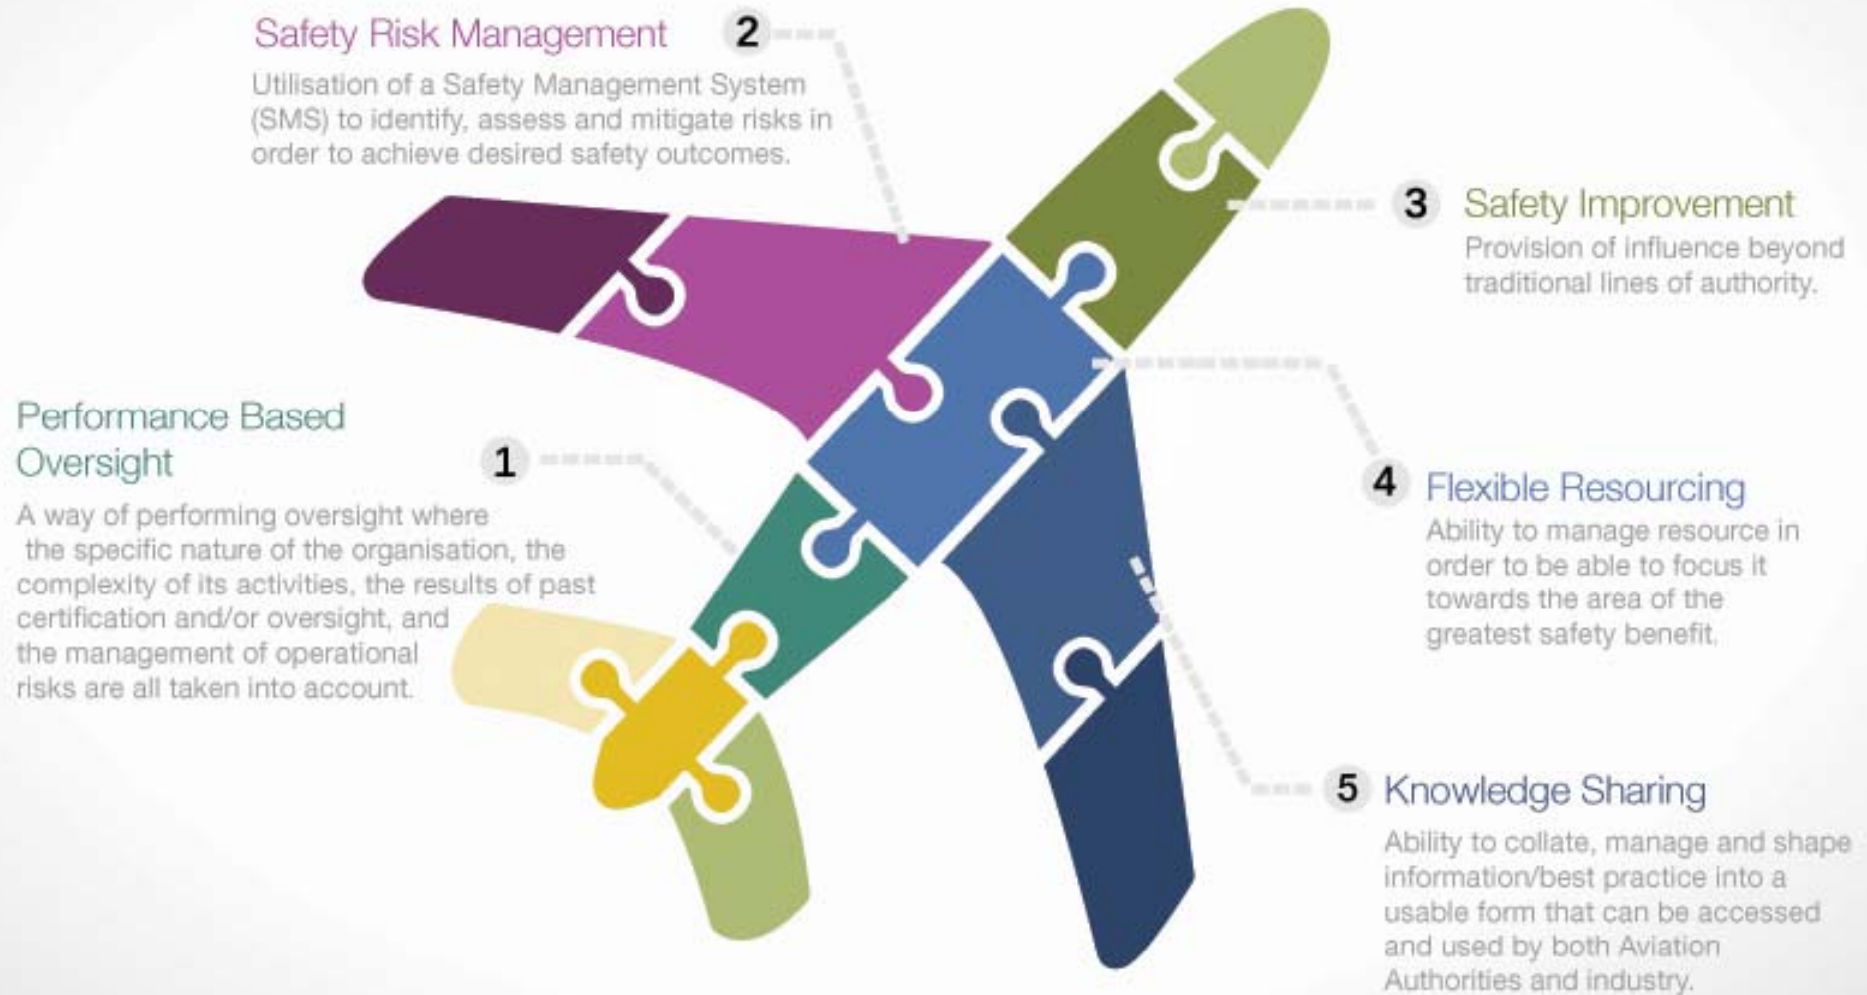 Safety Risk Management
2
Utilisation of a Safety Management System
(SMS) to identify, assess and mitigate risks in
order to achieve desired safety outcomes.
3
Safety Improvement
Provision of influence beyond
traditional lines of authority.
Performance Based
Oversight
1
A way of performing oversight where
the specific nature of the organisation, the
complexity of its activities, the results of past
certification and/or oversight, and
the management of operational
risks are all taken into account.
4
Flexible Resourcing
Ability to manage resource in
order to be able to focus it
towards the area of the
greatest safety benefit.
5
Knowledge Sharing
Ability to collate, manage and shape
information/best practice into a
usable form that can be accessed
and used by both Aviation
Authorities and industry.